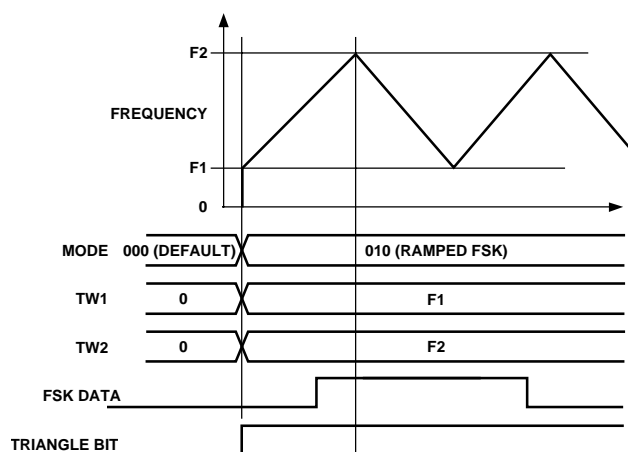 F2
FREQUENCY
F1
0
MODE 000 (DEFAULT) 010 (RAMPED FSK)
TW1 0 F1
TW2 0 F2
FSK DATA
TRIANGLE BIT